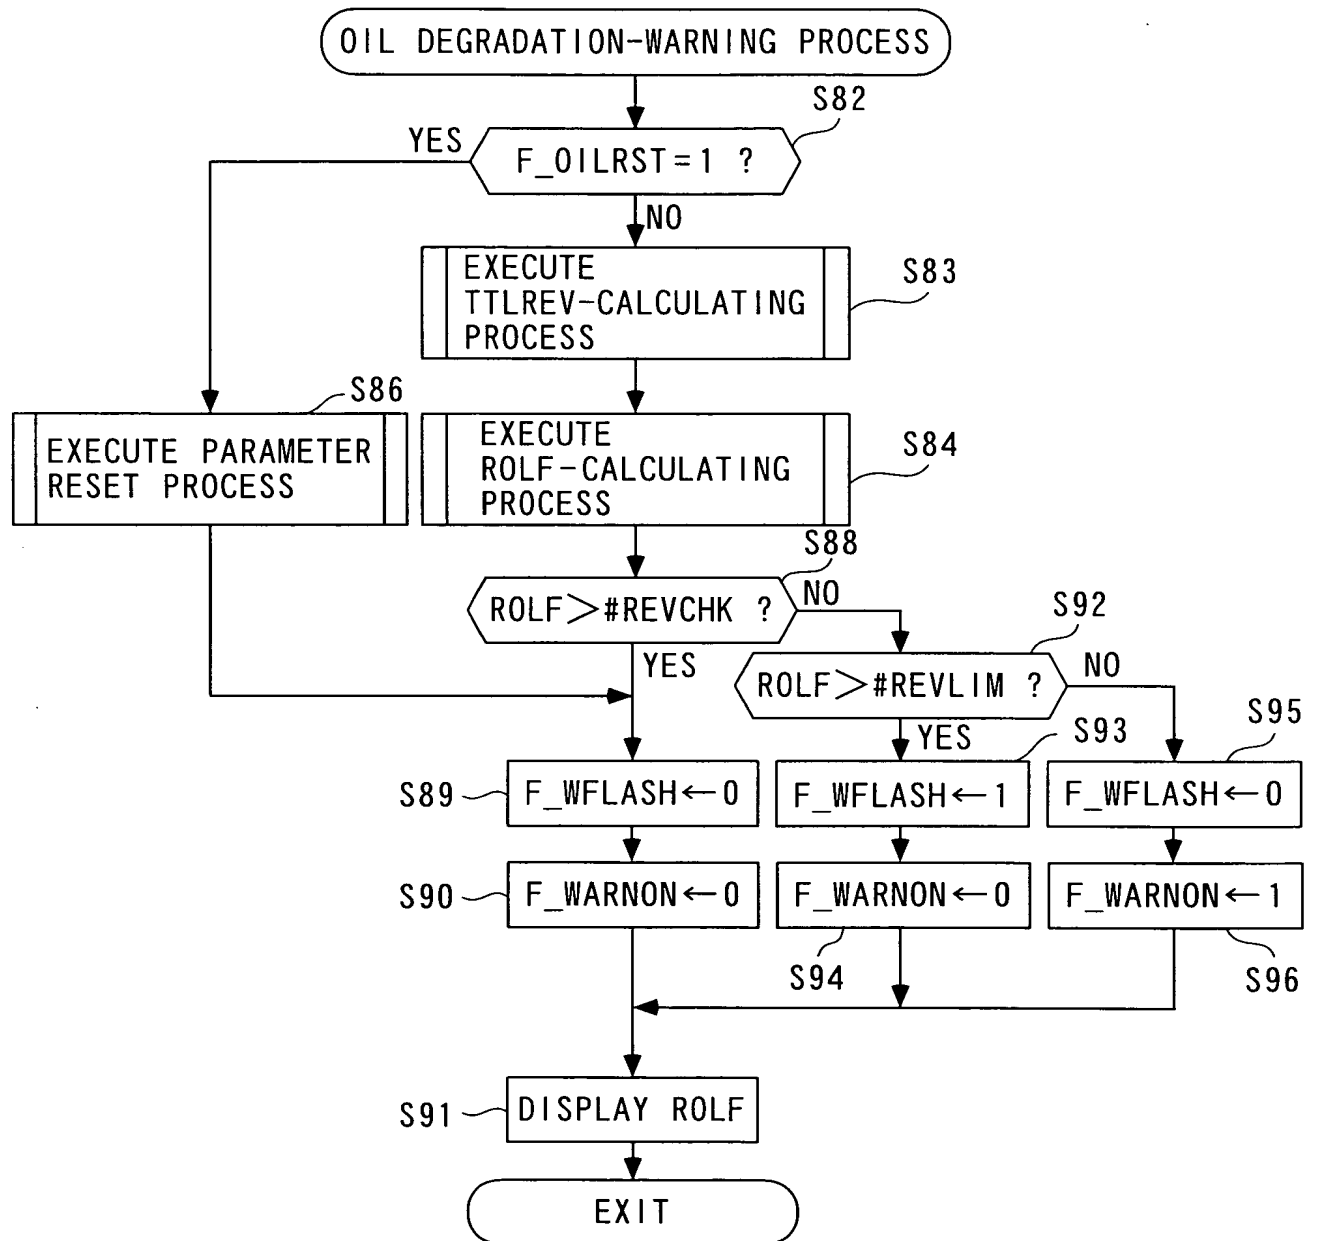 OIL DEGRADATION-WARNING PROCESS
S82
YES
F_OILRST=1 ?
NO
EXECUTE
TTLREV-CALCULATING
PROCESS
S83
S86
EXECUTE PARAMETER
RESET PROCESS
EXECUTE
ROLF-CALCULATING
PROCESS
S84
S88
ROLF>#REVCHK ?
NO
S92
YES
ROLF>#REVLIM ?
NO
YES
S93
S95
S89
F_WFLASH←0
F_WFLASH←1
F_WFLASH←0
S90
F_WARNON←0
F_WARNON←0
F_WARNON←1
S94
S96
S91
DISPLAY ROLF
EXIT